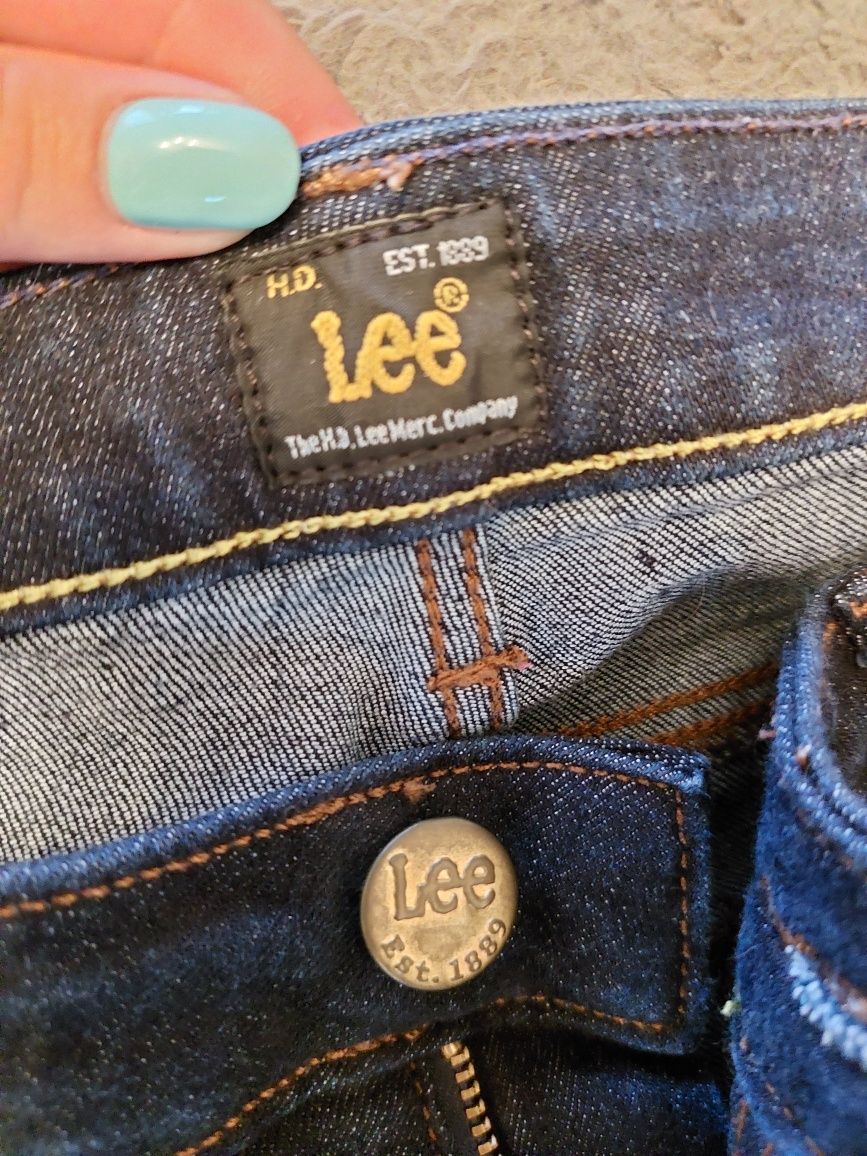 H.D. EST. 1889
Lee®
The H.D. Lee Merc. Company
Lee
Est. 1889